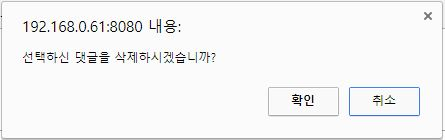 192.168.0.61:8080 내용:
선택하신 댓글을 삭제하시겠습니까?
확인
취소